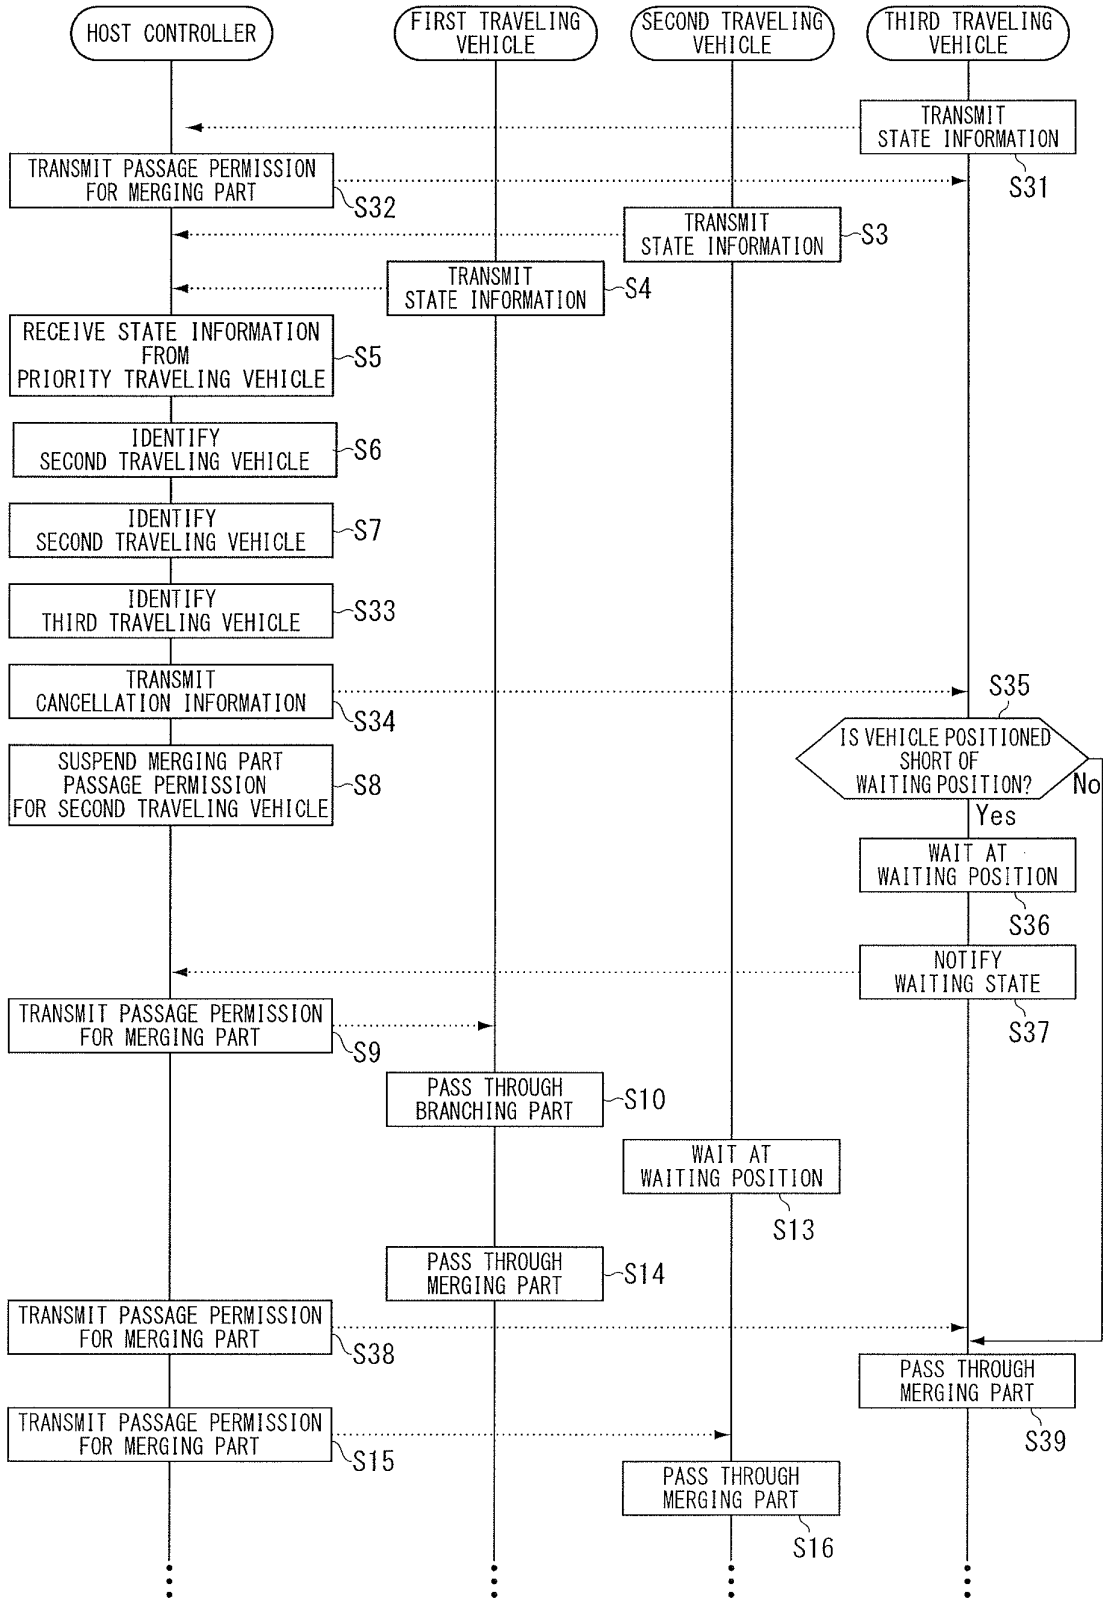 HOST CONTROLLER
FIRST TRAVELING
VEHICLE
SECOND TRAVELING
VEHICLE
THIRD TRAVELING
VEHICLE
TRANSMIT
STATE INFORMATION
S31
TRANSMIT PASSAGE PERMISSION
FOR MERGING PART
S32
TRANSMIT
STATE INFORMATION
S3
TRANSMIT
STATE INFORMATION
S4
RECEIVE STATE INFORMATION
FROM
PRIORITY TRAVELING VEHICLE
S5
IDENTIFY
SECOND TRAVELING VEHICLE
S6
IDENTIFY
SECOND TRAVELING VEHICLE
S7
IDENTIFY
THIRD TRAVELING VEHICLE
S33
TRANSMIT
CANCELLATION INFORMATION
S34
S35
IS VEHICLE POSITIONED
SHORT OF
WAITING POSITION?
No
Yes
SUSPEND MERGING PART
PASSAGE PERMISSION
FOR SECOND TRAVELING VEHICLE
S8
WAIT AT
WAITING POSITION
S36
NOTIFY
WAITING STATE
S37
TRANSMIT PASSAGE PERMISSION
FOR MERGING PART
S9
PASS THROUGH
BRANCHING PART
S10
WAIT AT
WAITING POSITION
S13
PASS THROUGH
MERGING PART
S14
TRANSMIT PASSAGE PERMISSION
FOR MERGING PART
S38
PASS THROUGH
MERGING PART
S39
TRANSMIT PASSAGE PERMISSION
FOR MERGING PART
S15
PASS THROUGH
MERGING PART
S16